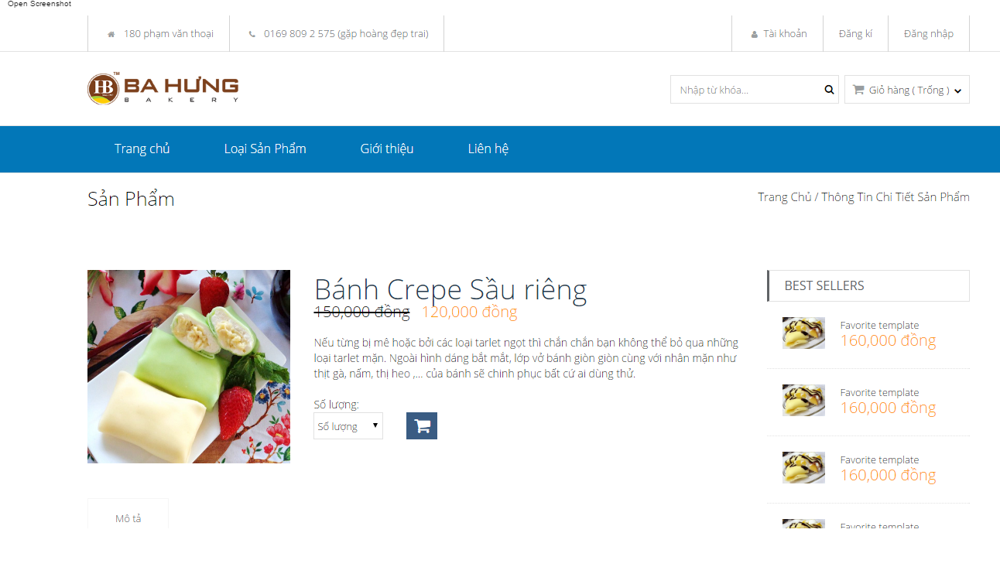 Open Screenshot
180 phạm văn thoại
0169 809 2 575 (gặp hoàng đẹp trai)
Tài khoản
Đăng kí
Đăng nhập
HB
TM
BA HƯNG
BAKERY
Nhập từ khóa...
Giỏ hàng ( Trống )
Trang chủ
Loại Sản Phẩm
Giới thiệu
Liên hệ
Sản Phẩm
Trang Chủ / Thông Tin Chi Tiết Sản Phẩm
Bánh Crepe Sầu riêng
150,000 đồng 120,000 đồng
Nếu từng bị mê hoặc bởi các loại tarlet ngọt thì chắn chắn bạn không thể bỏ qua những
loại tarlet mặn. Ngoài hình dáng bắt mắt, lớp vở bánh giòn giòn cùng với nhân mặn như
thịt gà, nấm, thị heo ,... của bánh sẽ chinh phục bất cứ ai dùng thử.
Số lượng:
Số lượng
Mô tả
BEST SELLERS
Favorite template
160,000 đồng
Favorite template
160,000 đồng
Favorite template
160,000 đồng
Favorite template